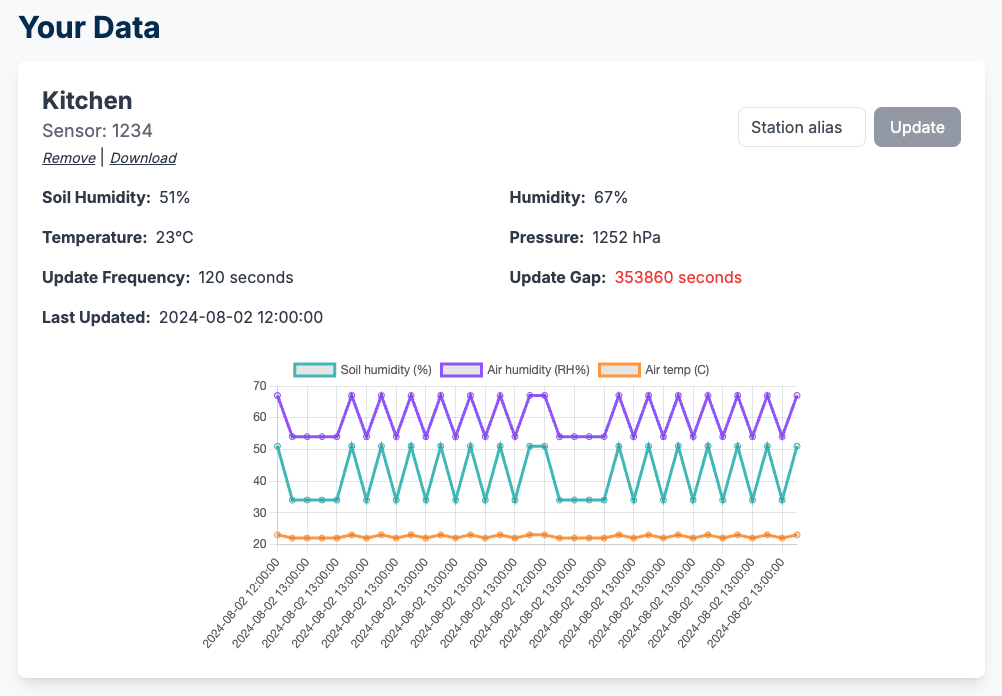 Your Data
Kitchen
Sensor: 1234
Remove | Download
Station alias
Update
Soil Humidity: 51%
Humidity: 67%
Temperature: 23°C
Pressure: 1252 hPa
Update Frequency: 120 seconds
Update Gap: 353860 seconds
Last Updated: 2024-08-02 12:00:00
Soil humidity (%) Air humidity (RH%) Air temp (C)
70
60
50
40
30
20
2024-08-02 12:00:00
2024-08-02 13:00:00
2024-08-02 13:00:00
2024-08-02 13:00:00
2024-08-02 13:00:00
2024-08-02 13:00:00
2024-08-02 13:00:00
2024-08-02 13:00:00
2024-08-02 13:00:00
2024-08-02 12:00:00
2024-08-02 13:00:00
2024-08-02 13:00:00
2024-08-02 13:00:00
2024-08-02 13:00:00
2024-08-02 13:00:00
2024-08-02 13:00:00
2024-08-02 13:00:00
2024-08-02 13:00:00